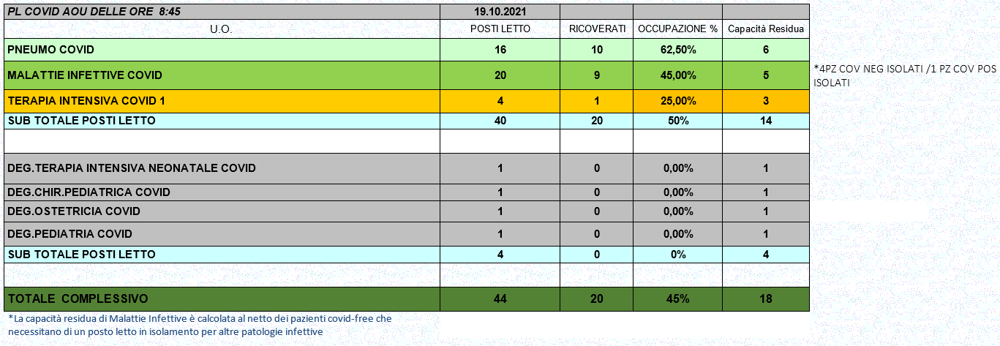 PL COVID AOU DELLE ORE 8:45 19.10.2021
U.O. POSTI LETTO RICOVERATI OCCUPAZIONE % Capacità Residua
PNEUMO COVID 16 10 62,50% 6
MALATTIE INFETTIVE COVID 20 9 45,00% 5
*4PZ COV NEG ISOLATI /1 PZ COV POS
ISOLATI
TERAPIA INTENSIVA COVID 1 4 1 25,00% 3
SUB TOTALE POSTI LETTO 40 20 50% 14
DEG.TERAPIA INTENSIVA NEONATALE COVID 1 0 0,00% 1
DEG.CHIR.PEDIATRICA COVID 1 0 0,00% 1
DEG.OSTETRICIA COVID 1 0 0,00% 1
DEG.PEDIATRIA COVID 1 0 0,00% 1
SUB TOTALE POSTI LETTO 4 0 0% 4
TOTALE COMPLESSIVO 44 20 45% 18
*La capacità residua di Malattie Infettive è calcolata al netto dei pazienti covid-free che
necessitano di un posto letto in isolamento per altre patologie infettive